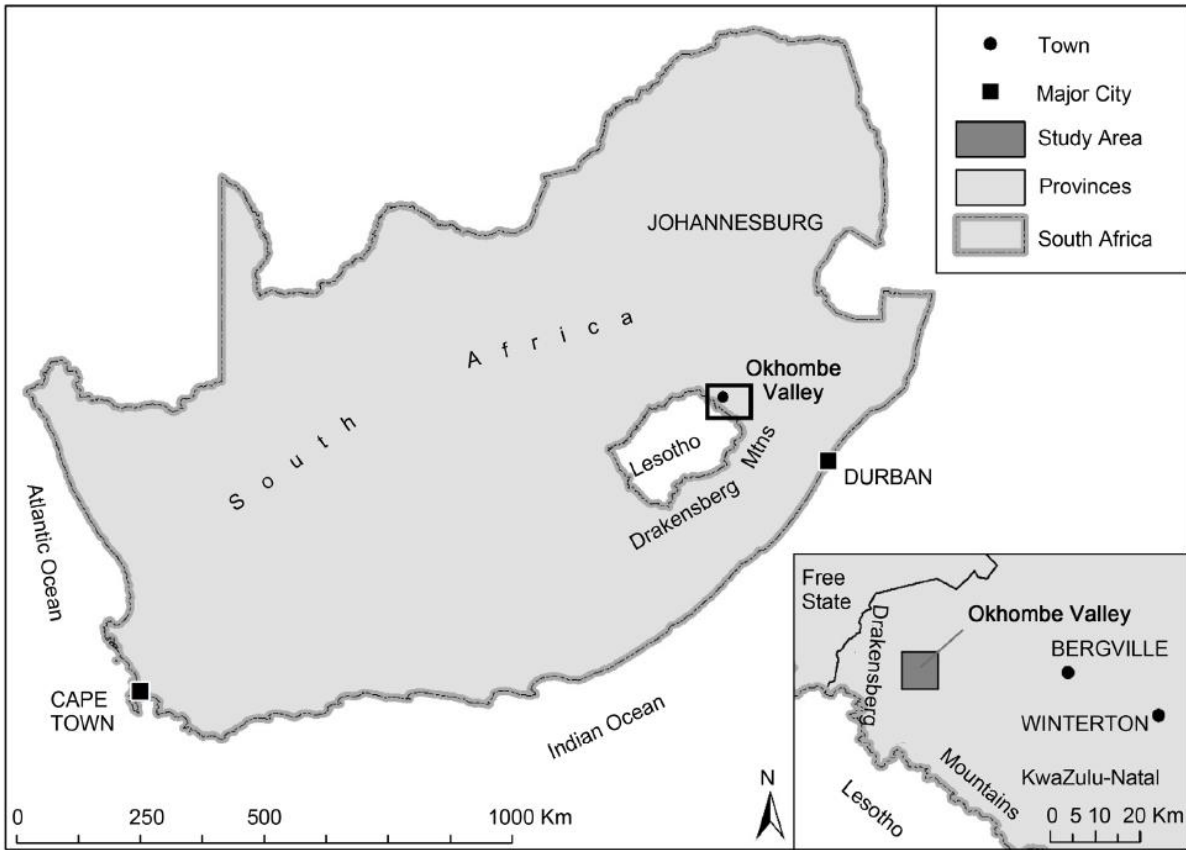 Town
Major City
Study Area
Provinces
South Africa
JOHANNESBURG
South Africa
Okhombe
Valley
Lesotho
Drakensberg Mtns
DURBAN
Atlantic Ocean
CAPE
TOWN
Indian Ocean
N
0 250 500 1000 Km
Free
State
Drakensberg
Okhombe Valley
BERGVILLE
WINTERTON
Mountains
KwaZulu-Natal
Lesotho
0 5 10 20 Km